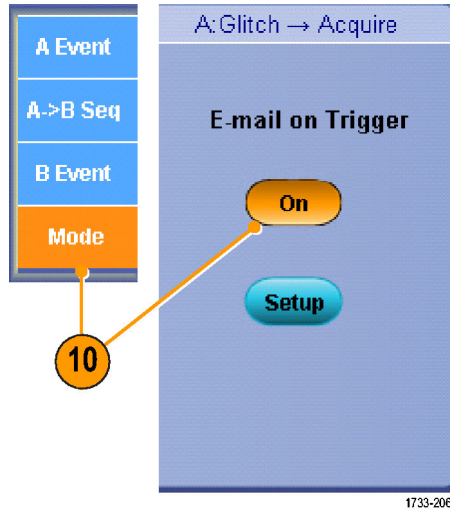 A Event
A->B Seq
B Event
Mode
10
A:Glitch → Acquire
E-mail on Trigger
On
Setup
1733-206